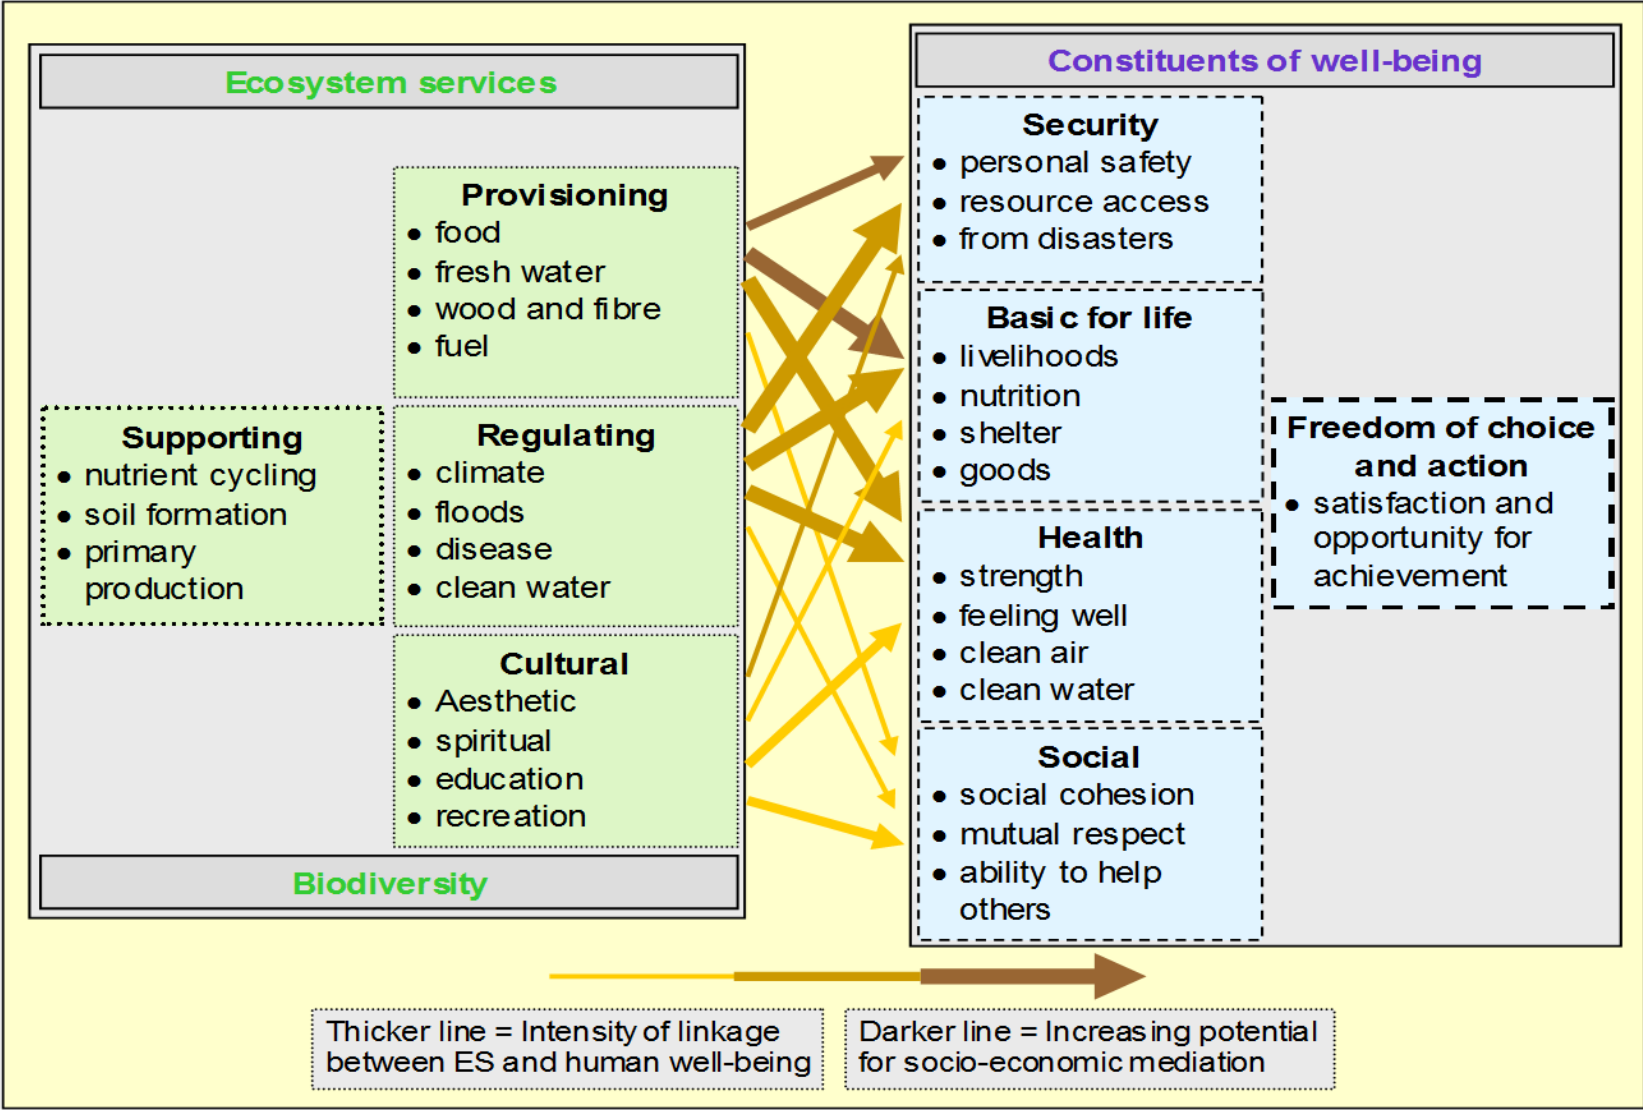 Ecosystem services
Provisioning
● food
● fresh water
● wood and fibre
● fuel
Supporting
● nutrient cycling
● soil formation
● primary
production
Regulating
● climate
● floods
● disease
● clean water
Cultural
● Aesthetic
● spiritual
● education
● recreation
Biodiversity
Constituents of well-being
Security
● personal safety
● resource access
● from disasters
Basic for life
● livelihoods
● nutrition
● shelter
● goods
Health
● strength
● feeling well
● clean air
● clean water
Social
● social cohesion
● mutual respect
● ability to help
others
Freedom of choice
and action
● satisfaction and
opportunity for
achievement
Thicker line = Intensity of linkage
between ES and human well-being
Darker line = Increasing potential
for socio-economic mediation